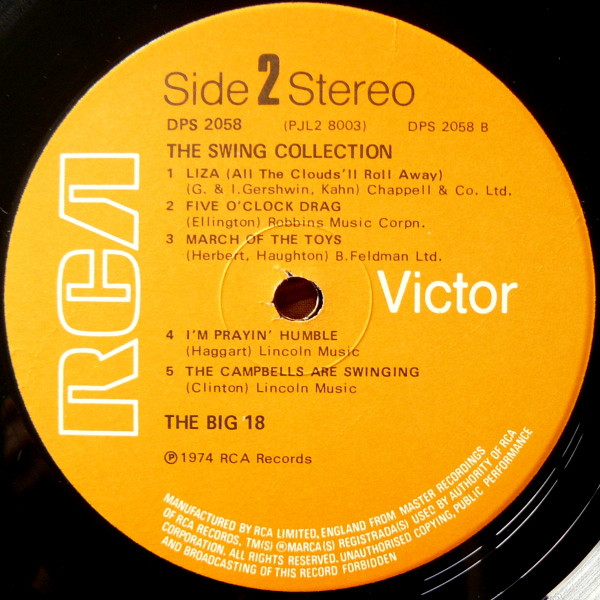 Side 2 Stereo
DPS 2058 (PJL2 8003) DPS 2058 B
THE SWING COLLECTION
1 LIZA (All The Clouds'll Roll Away)
(G. & I.Gershwin, Kahn) Chappell & Co. Ltd.
2 FIVE O'CLOCK DRAG
(Ellington) Robbins Music Corpn.
3 MARCH OF THE TOYS
(Herbert, Haughton) B.Feldman Ltd.
RCA
Victor
4 I'M PRAYIN' HUMBLE
(Haggart) Lincoln Music
5 THE CAMPBELLS ARE SWINGING
(Clinton) Lincoln Music
THE BIG 18
Ⓟ 1974 RCA Records
MANUFACTURED BY RCA LIMITED, ENGLAND FROM MASTER RECORDINGS
OF RCA RECORDS. TM(S) ® MARCA(S) REGISTRADA(S) USED BY AUTHORITY OF RCA
CORPORATION. ALL RIGHTS RESERVED. UNAUTHORISED COPYING, PUBLIC PERFORMANCE
AND BROADCASTING OF THIS RECORD FORBIDDEN